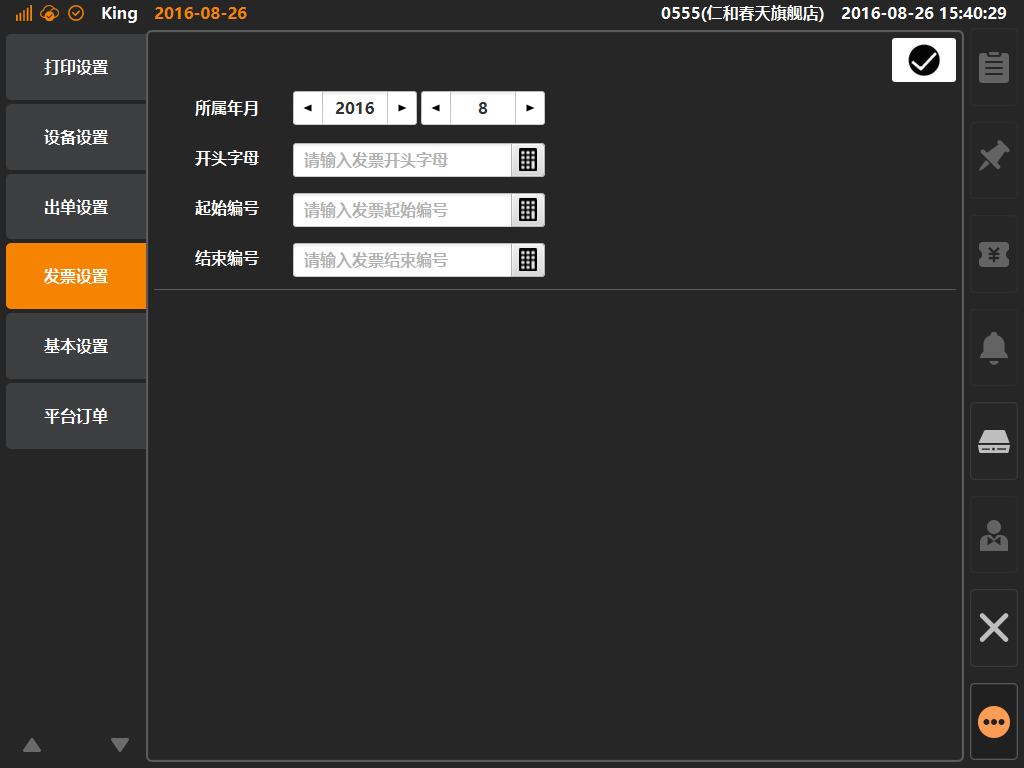 King 2016-08-26 0555(仁和春天旗舰店) 2016-08-26 15:40:29
打印设置
设备设置
出单设置
发票设置
基本设置
平台订单
所属年月 2016 8
开头字母 请输入发票开头字母
起始编号 请输入发票起始编号
结束编号 请输入发票结束编号